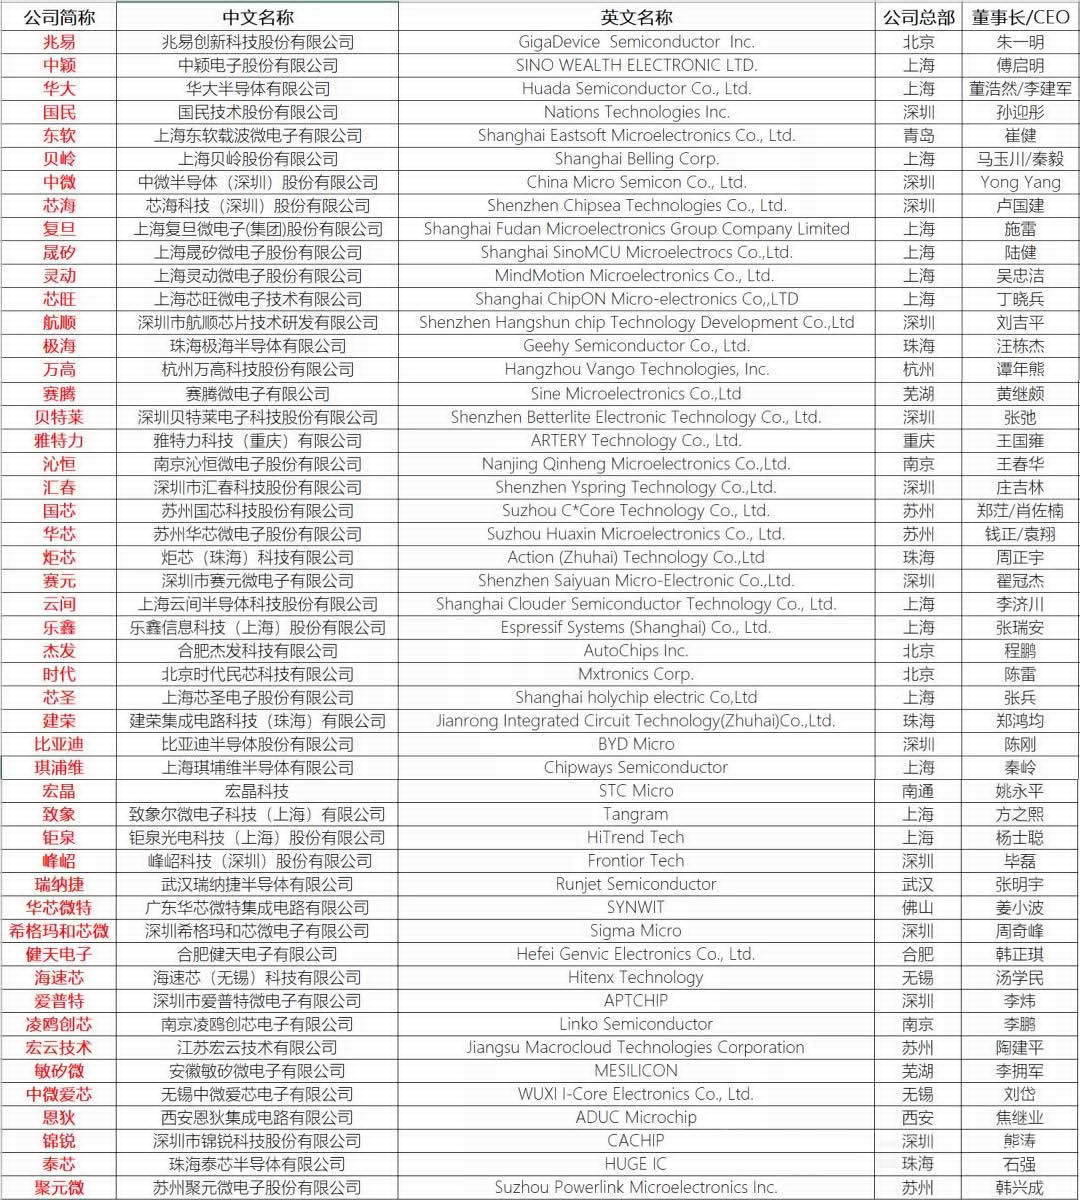 公司简称 中文名称 英文名称 公司总部 董事长/CEO
兆易 兆易创新科技股份有限公司 GigaDevice Semiconductor Inc. 北京 朱一明
中颖 中颖电子股份有限公司 SINO WEALTH ELECTRONIC LTD. 上海 傅启明
华大 华大半导体有限公司 Huada Semiconductor Co., Ltd. 上海 董浩然/李建军
国民 国民技术股份有限公司 Nations Technologies Inc. 深圳 孙迎彤
东软 上海东软载波微电子有限公司 Shanghai Eastsoft Microelectronics Co., Ltd. 青岛 崔健
贝岭 上海贝岭股份有限公司 Shanghai Belling Corp. 上海 马玉川/秦毅
中微 中微半导体（深圳）股份有限公司 China Micro Semicon Co., Ltd. 深圳 Yong Yang
芯海 芯海科技（深圳）股份有限公司 Shenzhen Chipsea Technologies Co., Ltd. 深圳 卢国建
复旦 上海复旦微电子(集团)股份有限公司 Shanghai Fudan Microelectronics Group Company Limited 上海 施雷
晟矽 上海晟矽微电子股份有限公司 Shanghai SinoMCU Microelectrocs Co.,Ltd. 上海 陆健
灵动 上海灵动微电子股份有限公司 MindMotion Microelectronics Co., Ltd. 上海 吴忠洁
芯旺 上海芯旺微电子技术有限公司 Shanghai ChipON Micro-electronics Co,,LTD 上海 丁晓兵
航顺 深圳市航顺芯片技术研发有限公司 Shenzhen Hangshun chip Technology Development Co.,Ltd 深圳 刘吉平
极海 珠海极海半导体有限公司 Geehy Semiconductor Co., Ltd. 珠海 汪栋杰
万高 杭州万高科技股份有限公司 Hangzhou Vango Technologies, Inc. 杭州 谭年熊
赛腾 赛腾微电子有限公司 Sine Microelectronics Co.,Ltd 芜湖 黄继颇
贝特莱 深圳贝特莱电子科技股份有限公司 Shenzhen Betterlite Electronic Technology Co., Ltd. 深圳 张弛
雅特力 雅特力科技（重庆）有限公司 ARTERY Technology Co., Ltd. 重庆 王国雍
沁恒 南京沁恒微电子股份有限公司 Nanjing Qinheng Microelectronics Co.,Ltd. 南京 王春华
汇春 深圳市汇春科技股份有限公司 Shenzhen Yspring Technology Co.,Ltd. 深圳 庄吉林
国芯 苏州国芯科技股份有限公司 Suzhou C*Core Technology Co., Ltd. 苏州 郑茳/肖佐楠
华芯 苏州华芯微电子股份有限公司 Suzhou Huaxin Microelectronics Co., Ltd. 苏州 钱正/袁翔
炬芯 炬芯（珠海）科技有限公司 Action (Zhuhai) Technology Co.,Ltd 珠海 周正宇
赛元 深圳市赛元微电子有限公司 Shenzhen Saiyuan Micro-Electronic Co.,Ltd. 深圳 翟冠杰
云间 上海云间半导体科技股份有限公司 Shanghai Clouder Semiconductor Technology Co., Ltd. 上海 李济川
乐鑫 乐鑫信息科技（上海）股份有限公司 Espressif Systems (Shanghai) Co., Ltd. 上海 张瑞安
杰发 合肥杰发科技有限公司 AutoChips Inc. 北京 程鹏
时代 北京时代民芯科技有限公司 Mxtronics Corp. 北京 陈雷
芯圣 上海芯圣电子股份有限公司 Shanghai holychip electric Co,Ltd 上海 张兵
建荣 建荣集成电路科技（珠海）有限公司 Jianrong Integrated Circuit Technology(Zhuhai)Co.,Ltd. 珠海 郑鸿均
比亚迪 比亚迪半导体股份有限公司 BYD Micro 深圳 陈刚
琪浦维 上海琪埔维半导体有限公司 Chipways Semiconductor 上海 秦岭
宏晶 宏晶科技 STC Micro 南通 姚永平
致象 致象尔微电子科技（上海）有限公司 Tangram 上海 方之熙
钜泉 钜泉光电科技（上海）股份有限公司 HiTrend Tech 上海 杨士聪
峰岹 峰岹科技（深圳）股份有限公司 Frontior Tech 深圳 毕磊
瑞纳捷 武汉瑞纳捷半导体有限公司 Runjet Semiconductor 武汉 张明宇
华芯微特 广东华芯微特集成电路有限公司 SYNWIT 佛山 姜小波
希格玛和芯微 深圳希格玛和芯微电子有限公司 Sigma Micro 深圳 周奇峰
健天电子 合肥健天电子有限公司 Hefei Genvic Electronics Co., Ltd. 合肥 韩正琪
海速芯 海速芯（无锡）科技有限公司 Hitenx Technology 无锡 汤学民
爱普特 深圳市爱普特微电子有限公司 APTCHIP 深圳 李炜
凌鸥创芯 南京凌鸥创芯电子有限公司 Linko Semiconductor 南京 李鹏
宏云技术 江苏宏云技术有限公司 Jiangsu Macrocloud Technologies Corporation 苏州 陶建平
敏矽微 安徽敏矽微电子有限公司 MESILICON 芜湖 李拥军
中微爱芯 无锡中微爱芯电子有限公司 WUXI I-Core Electronics Co., Ltd. 无锡 刘岱
恩狄 西安恩狄集成电路有限公司 ADUC Microchip 西安 焦继业
锦锐 深圳市锦锐科技股份有限公司 CACHIP 深圳 熊涛
泰芯 珠海泰芯半导体有限公司 HUGE IC 珠海 石强
聚元微 苏州聚元微电子股份有限公司 Suzhou Powerlink Microelectronics Inc. 苏州 韩兴成